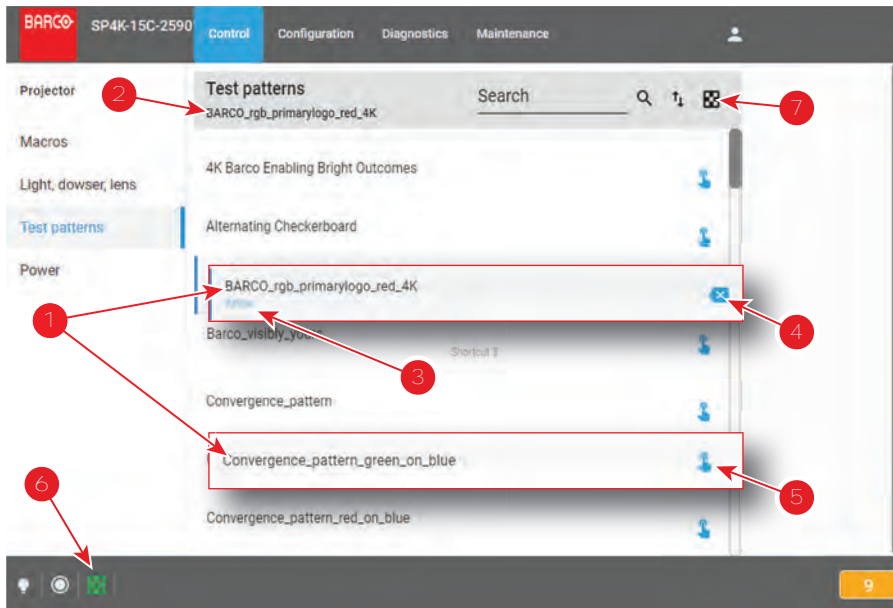 BARCO SP4K-15C-2590 Control Configuration Diagnostics Maintenance
Projector
Macros
Light, dowser, lens
Test patterns
Power
2
Test patterns
BARCO_rgb_primarylogo_red_4K
Search
7
4K Barco Enabling Bright Outcomes
Alternating Checkerboard
1
BARCO_rgb_primarylogo_red_4K
Active
4
3
Barco_visibly_yours
Shortcut
Convergence_pattern
Convergence_pattern_green_on_blue
5
Convergence_pattern_red_on_blue
6
9